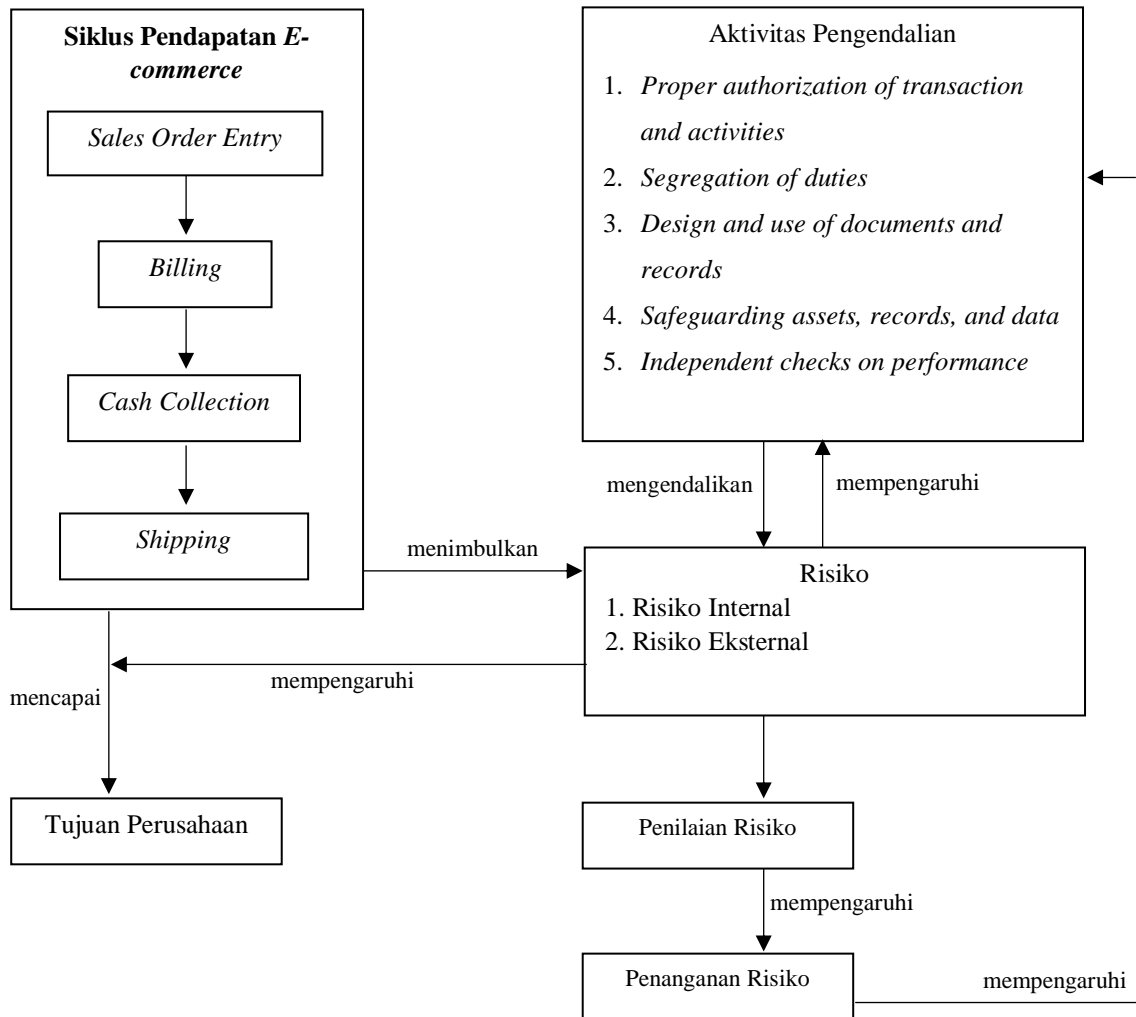 Siklus Pendapatan E-
commerce
Sales Order Entry
Billing
Cash Collection
Shipping
Aktivitas Pengendalian
1. Proper authorization of transaction
and activities
2. Segregation of duties
3. Design and use of documents and
records
4. Safeguarding assets, records, and data
5. Independent checks on performance
mengendalikan
mempengaruhi
menimbulkan
Risiko
1. Risiko Internal
2. Risiko Eksternal
mempengaruhi
mencapai
Tujuan Perusahaan
Penilaian Risiko
mempengaruhi
Penanganan Risiko
mempengaruhi